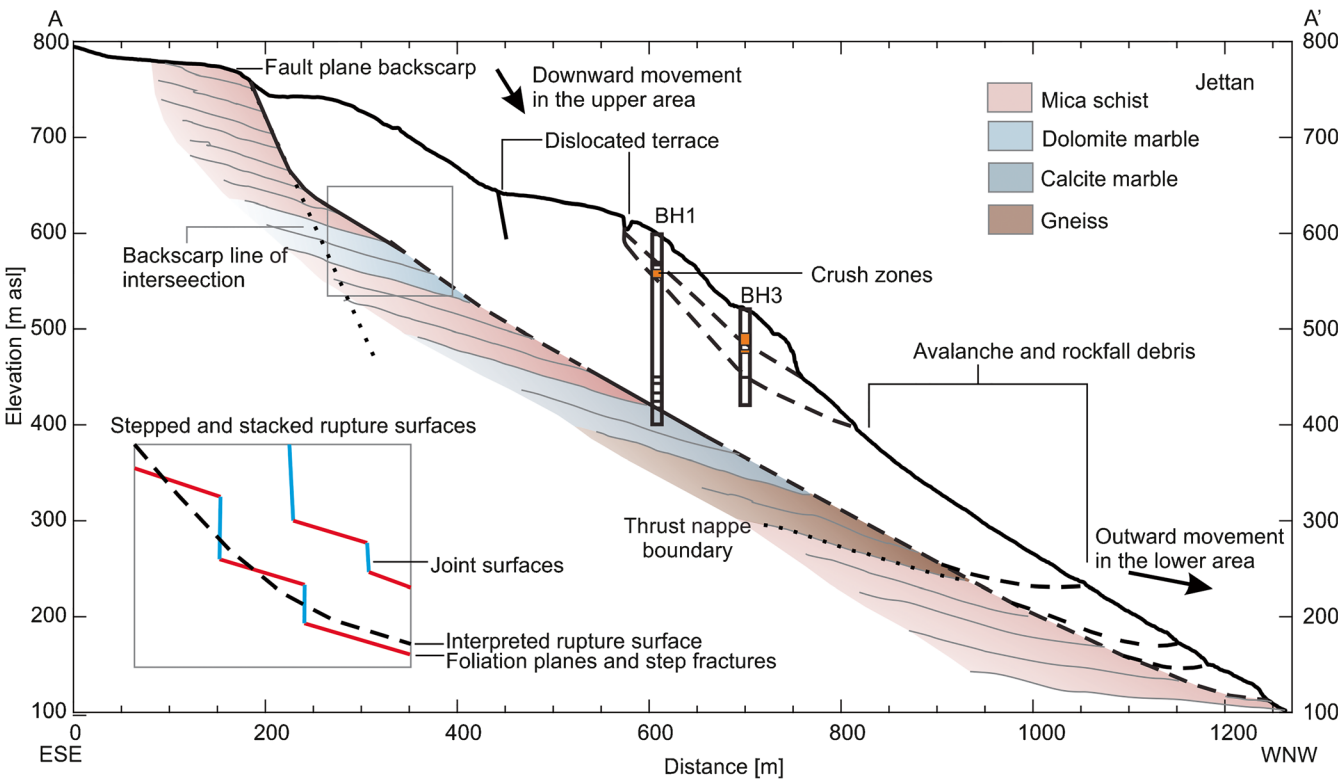 A
A'
800
800
Fault plane backscarp
Downward movement
in the upper area
Jettan
Mica schist
Dolomite marble
Calcite marble
Gneiss
700
700
Dislocated terrace
BH1
600
600
Backscarp line of
interseection
Crush zones
BH3
500
500
Elevation [m asl]
Avalanche and rockfall debris
Stepped and stacked rupture surfaces
400
400
300
300
Thrust nappe
boundary
Joint surfaces
Outward movement
in the lower area
200
200
Interpreted rupture surface
Foliation planes and step fractures
100
100
0
200
400
600
800
1000
1200
ESE
WNW
Distance [m]